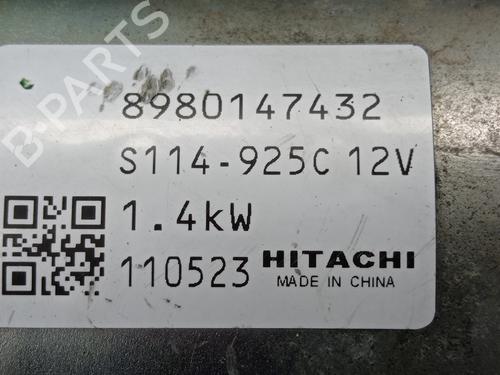 B-PARTS
8980147432
S114-925C 12V
1.4kW
110523 HITACHI
MADE IN CHINA